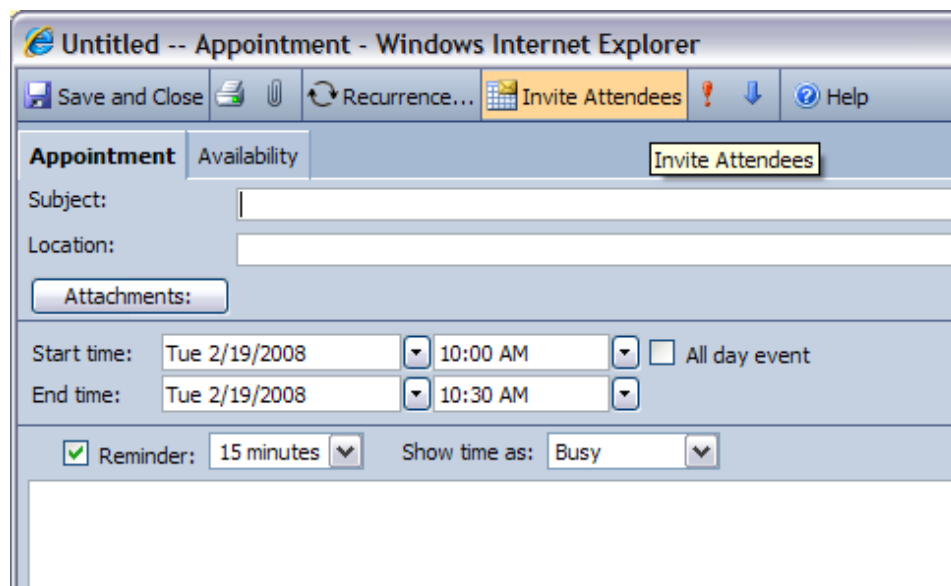 Untitled -- Appointment - Windows Internet Explorer
Save and Close Recurrence... Invite Attendees Help
Appointment Availability
Invite Attendees
Subject:
Location:
Attachments:
Start time: Tue 2/19/2008 10:00 AM All day event
End time: Tue 2/19/2008 10:30 AM
Reminder: 15 minutes Show time as: Busy